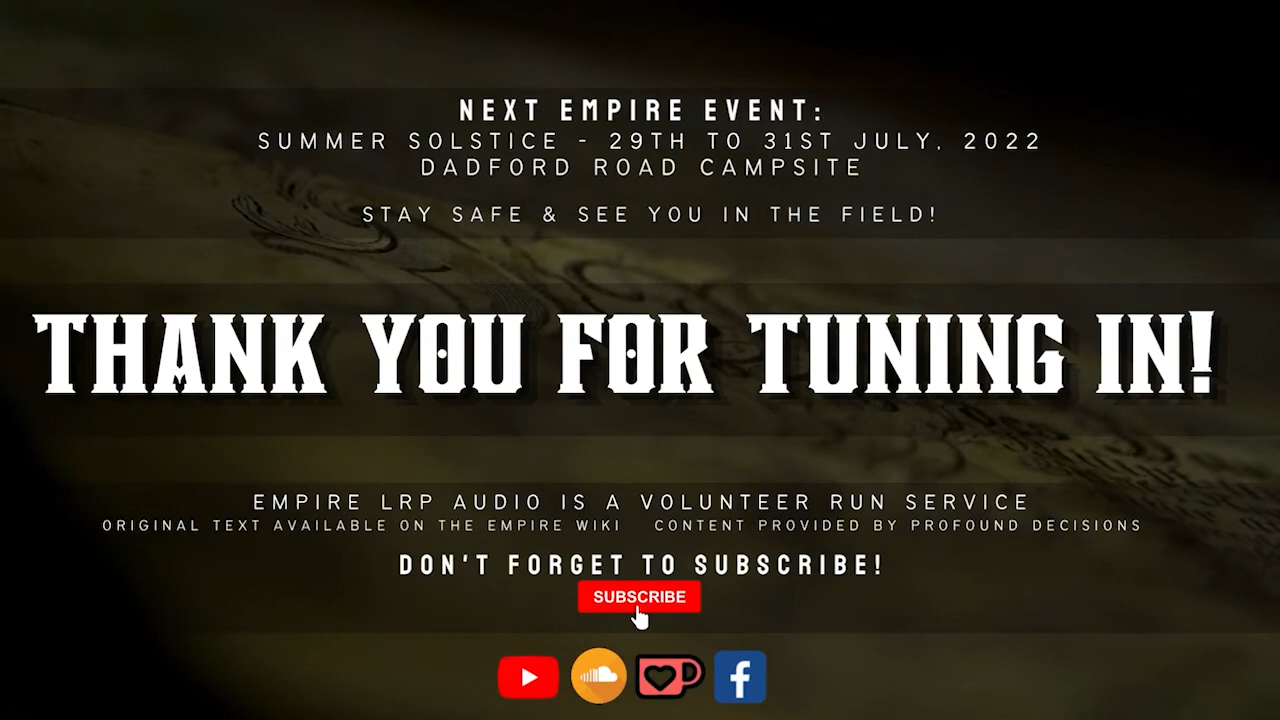 NEXT EMPIRE EVENT:
SUMMER SOLSTICE - 29TH TO 31ST JULY, 2022
DADFORD ROAD CAMPSITE
STAY SAFE & SEE YOU IN THE FIELD!
THANK YOU FOR TUNING IN!
EMPIRE LRP AUDIO IS A VOLUNTEER RUN SERVICE
ORIGINAL TEXT AVAILABLE ON THE EMPIRE WIKI CONTENT PROVIDED BY PROFOUND DECISIONS
DON'T FORGET TO SUBSCRIBE!
SUBSCRIBE